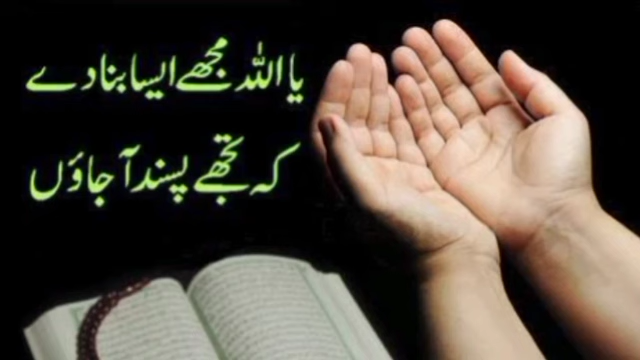 یا اللہ مجھے ایسا بنا دے
کہ تجھے پسند آ جاؤں